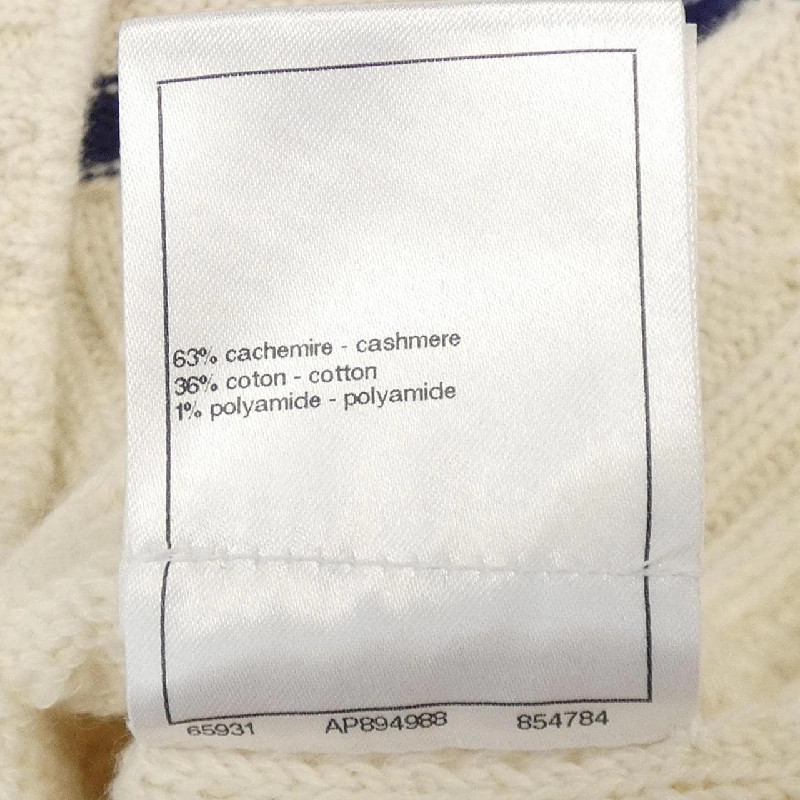 63% cachemire - cashmere
36% coton - cotton
1% polyamide - polyamide
65931 AP894988 854784